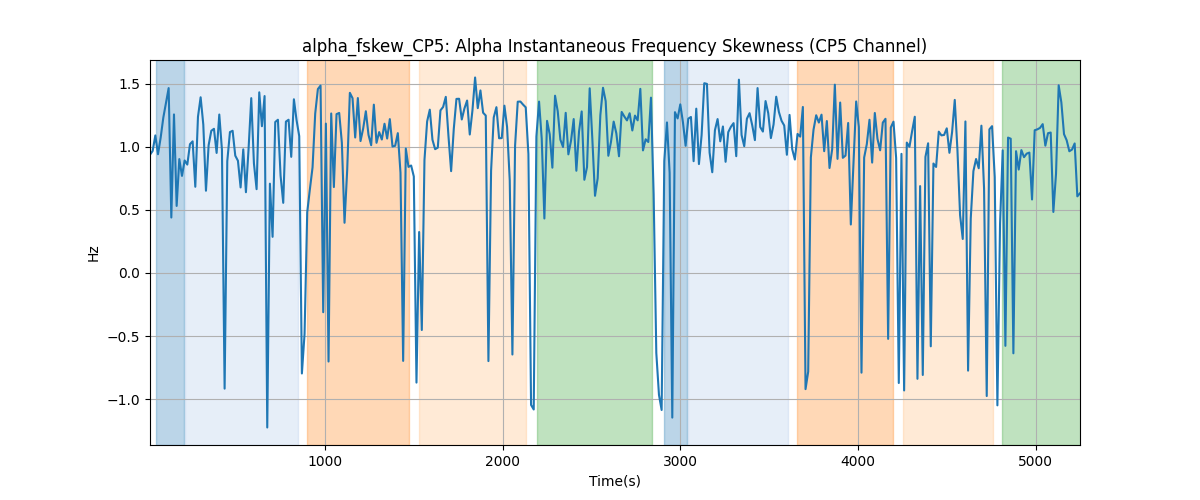 alpha_fskew_CP5: Alpha Instantaneous Frequency Skewness (CP5 Channel)
Hz
1.5
1.0
0.5
0.0
−0.5
−1.0
1000 2000 3000 4000 5000
Time(s)